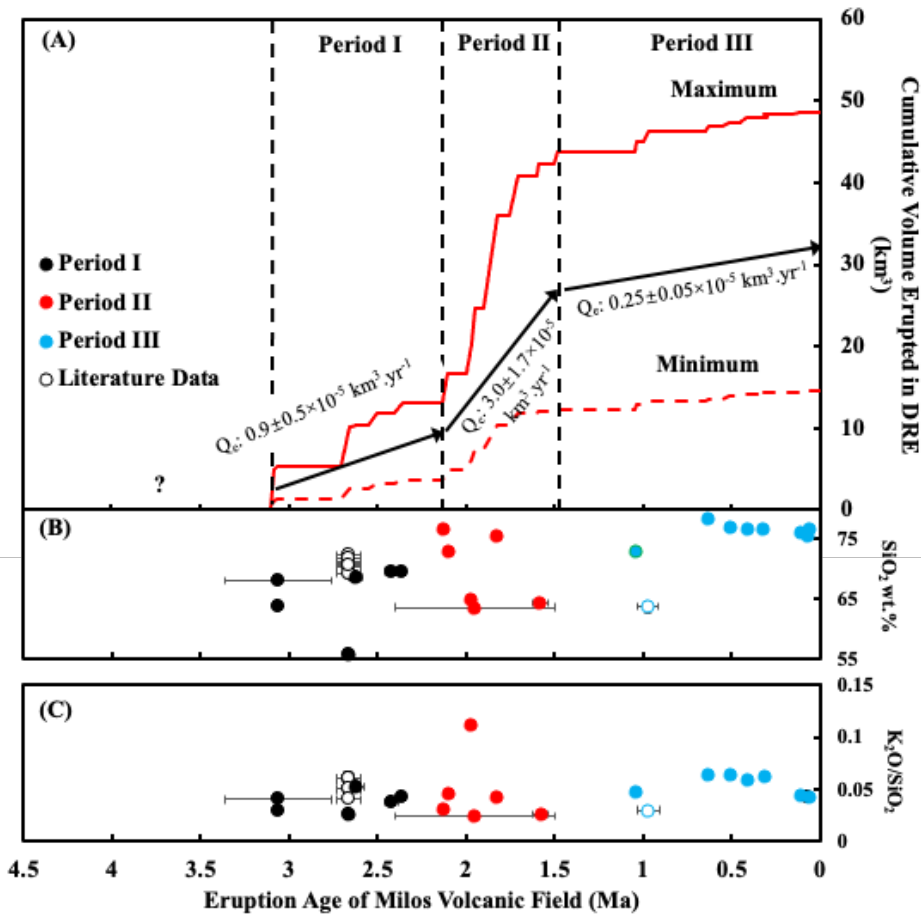 (A)
Period I
Period II
Period III
60
Maximum
50
40
30
20
10
0
Cumulative Volume Erupted in DRE
(km³)
Period I
Period II
Period III
Literature Data
Qₑ: 0.9±0.5×10⁻⁵ km³.yr⁻¹
Qₑ: 3.0±1.7×10⁻⁵
km³.yr⁻¹
Qₑ: 0.25±0.05×10⁻⁵ km³.yr⁻¹
Minimum
?
(B)
75
65
55
SiO₂ wt.%
(C)
0.15
0.1
0.05
0
K₂O/SiO₂
4.5
4
3.5
3
2.5
2
1.5
1
0.5
0
Eruption Age of Milos Volcanic Field (Ma)